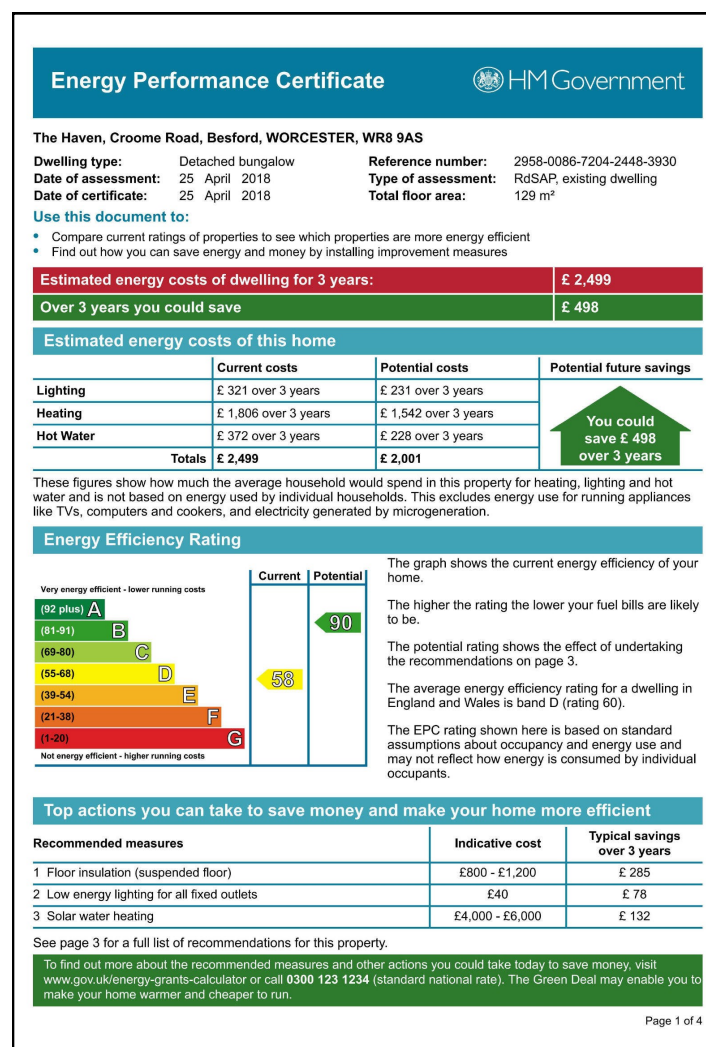 Energy Performance Certificate
HM Government
The Haven, Croome Road, Besford, WORCESTER, WR8 9AS
Dwelling type: Detached bungalow Reference number: 2958-0086-7204-2448-3930
Date of assessment: 25 April 2018 Type of assessment: RdSAP, existing dwelling
Date of certificate: 25 April 2018 Total floor area: 129 m²
Use this document to:
• Compare current ratings of properties to see which properties are more energy efficient
• Find out how you can save energy and money by installing improvement measures
Estimated energy costs of dwelling for 3 years: £ 2,499
Over 3 years you could save £ 498
Estimated energy costs of this home
Current costs Potential costs Potential future savings
Lighting £ 321 over 3 years £ 231 over 3 years
Heating £ 1,806 over 3 years £ 1,542 over 3 years
Hot Water £ 372 over 3 years £ 228 over 3 years
Totals £ 2,499 £ 2,001
You could
save £ 498
over 3 years
These figures show how much the average household would spend in this property for heating, lighting and hot
water and is not based on energy used by individual households. This excludes energy use for running appliances
like TVs, computers and cookers, and electricity generated by microgeneration.
Energy Efficiency Rating
Current Potential
Very energy efficient - lower running costs
(92 plus) A
(81-91) B
(69-80) C
(55-68) D
(39-54) E
(21-38) F
(1-20) G
Not energy efficient - higher running costs
58
90
The graph shows the current energy efficiency of your
home.
The higher the rating the lower your fuel bills are likely
to be.
The potential rating shows the effect of undertaking
the recommendations on page 3.
The average energy efficiency rating for a dwelling in
England and Wales is band D (rating 60).
The EPC rating shown here is based on standard
assumptions about occupancy and energy use and
may not reflect how energy is consumed by individual
occupants.
Top actions you can take to save money and make your home more efficient
Recommended measures Indicative cost Typical savings
over 3 years
1 Floor insulation (suspended floor) £800 - £1,200 £ 285
2 Low energy lighting for all fixed outlets £40 £ 78
3 Solar water heating £4,000 - £6,000 £ 132
See page 3 for a full list of recommendations for this property.
To find out more about the recommended measures and other actions you could take today to save money, visit
www.gov.uk/energy-grants-calculator or call 0300 123 1234 (standard national rate). The Green Deal may enable you to
make your home warmer and cheaper to run.
Page 1 of 4